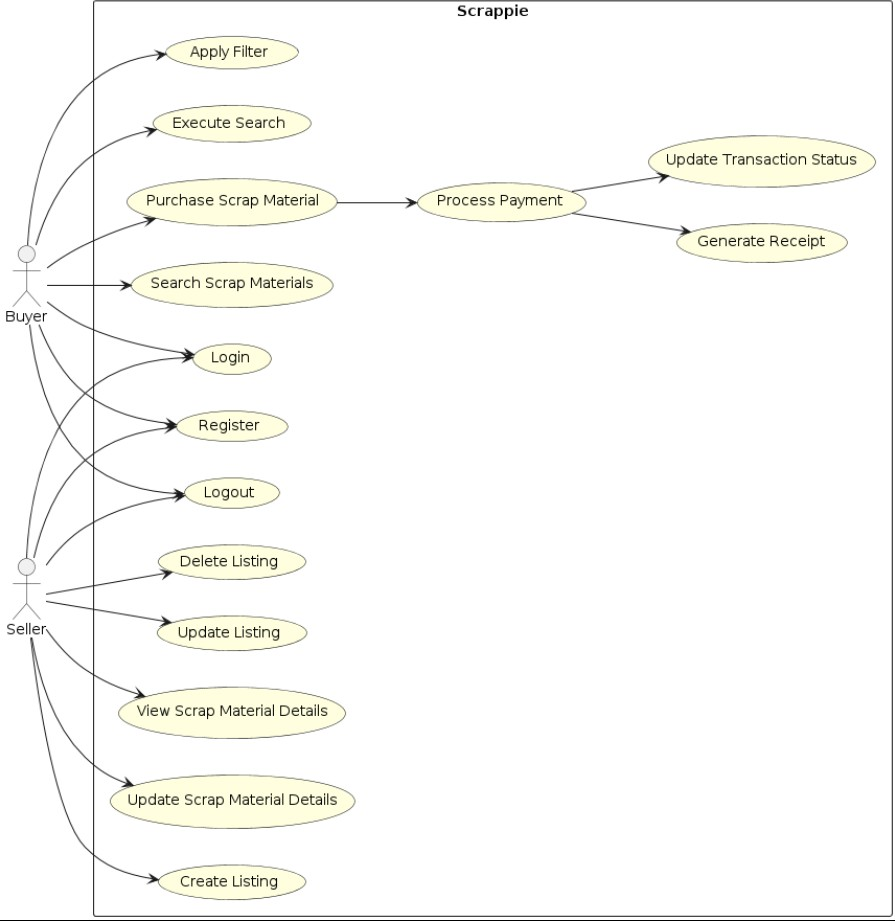 Scrappie
Apply Filter
Execute Search
Update Transaction Status
Purchase Scrap Material
Process Payment
Generate Receipt
Search Scrap Materials
Buyer
Login
Register
Logout
Delete Listing
Seller
Update Listing
View Scrap Material Details
Update Scrap Material Details
Create Listing